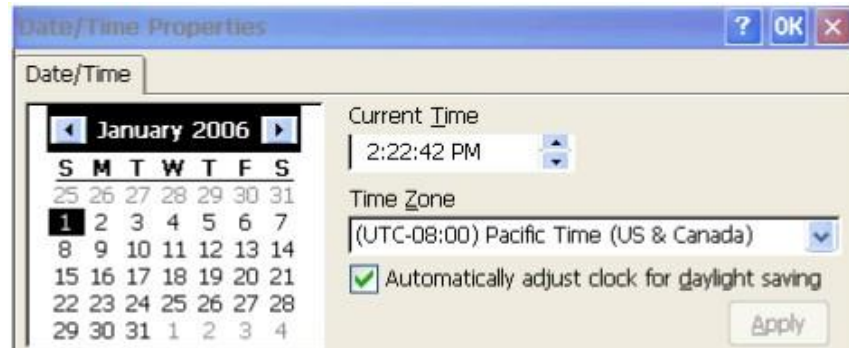 Date/Time Properties ? OK ×
Date/Time
January 2006
S M T W T F S
25 26 27 28 29 30 31
1 2 3 4 5 6 7
8 9 10 11 12 13 14
15 16 17 18 19 20 21
22 23 24 25 26 27 28
29 30 31 1 2 3 4
Current Time
2:22:42 PM
Time Zone
(UTC-08:00) Pacific Time (US & Canada)
Automatically adjust clock for daylight saving
Apply